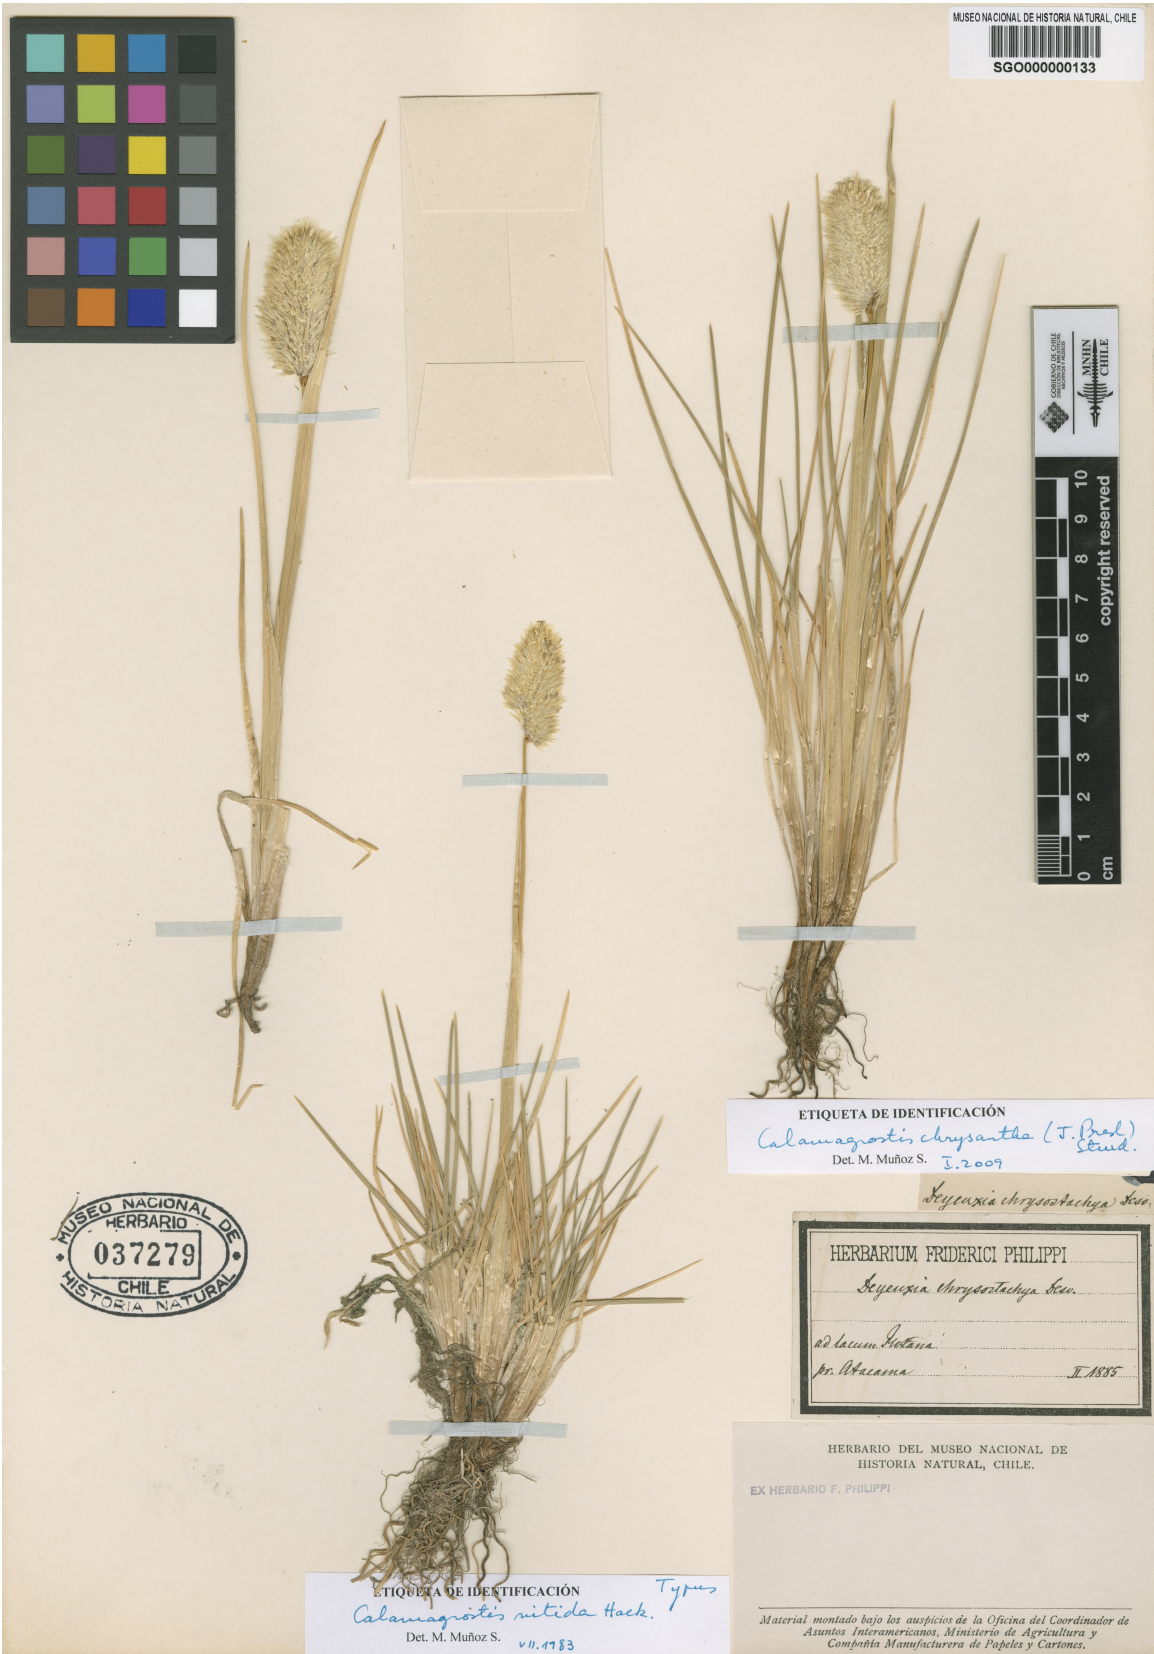 MUSEO NACIONAL DE HISTORIA NATURAL, CHILE
SGO000000133
GOBIERNO DE CHILE
MNHN
CHILE
10
9
8
7
6
5
4
3
2
1
0
cm
copyright reserved
ETIQUETA DE IDENTIFICACIÓN
Calamagrostis chrysantha (J. Presl)
Steud.
Det. M. Muñoz S. I.2009
Deyeuxia chrysostachya Desv.
HERBARIUM FRIDERICI PHILIPPI
Deyeuxia chrysostachya Desv.
ad lacum
pr. Atacama II 1885
HERBARIO DEL MUSEO NACIONAL DE
HISTORIA NATURAL, CHILE.
EX HERBARIO F. PHILIPPI
Material montado bajo los auspicios de la Oficina del Coordinador de
Asuntos Interamericanos, Ministerio de Agricultura y
Compañía Manufacturera de Papeles y Cartones.
MUSEO NACIONAL DE
HERBARIO
037279
CHILE
HISTORIA NATURAL
ETIQUETA DE IDENTIFICACIÓN Typus
Calamagrostis nitida Hack.
Det. M. Muñoz S. VII.1983